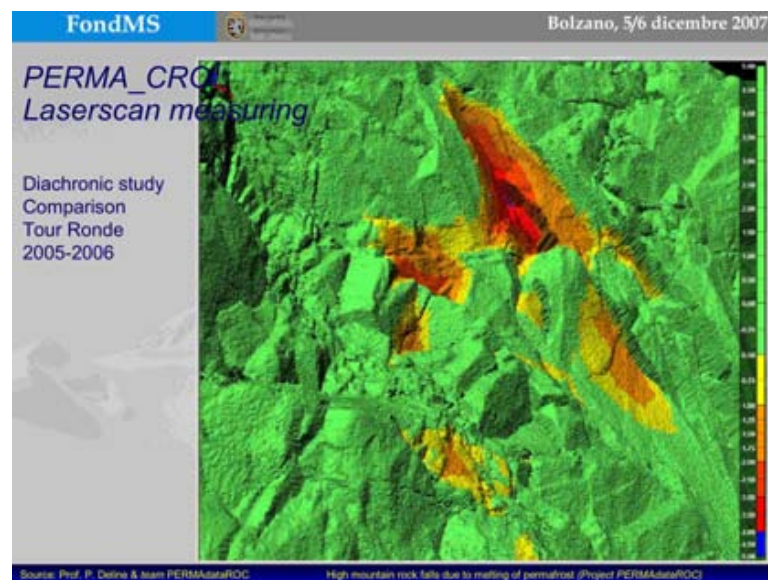 FondMS
Bolzano, 5/6 dicembre 2007
PERMA_CRO
Laserscan measuring
Diachronic study
Comparison
Tour Ronde
2005-2006
Source: Prof. P. Deline & team PERMAdataROC
High mountain rock falls due to melting of permafrost (Project PERMAdataROC)